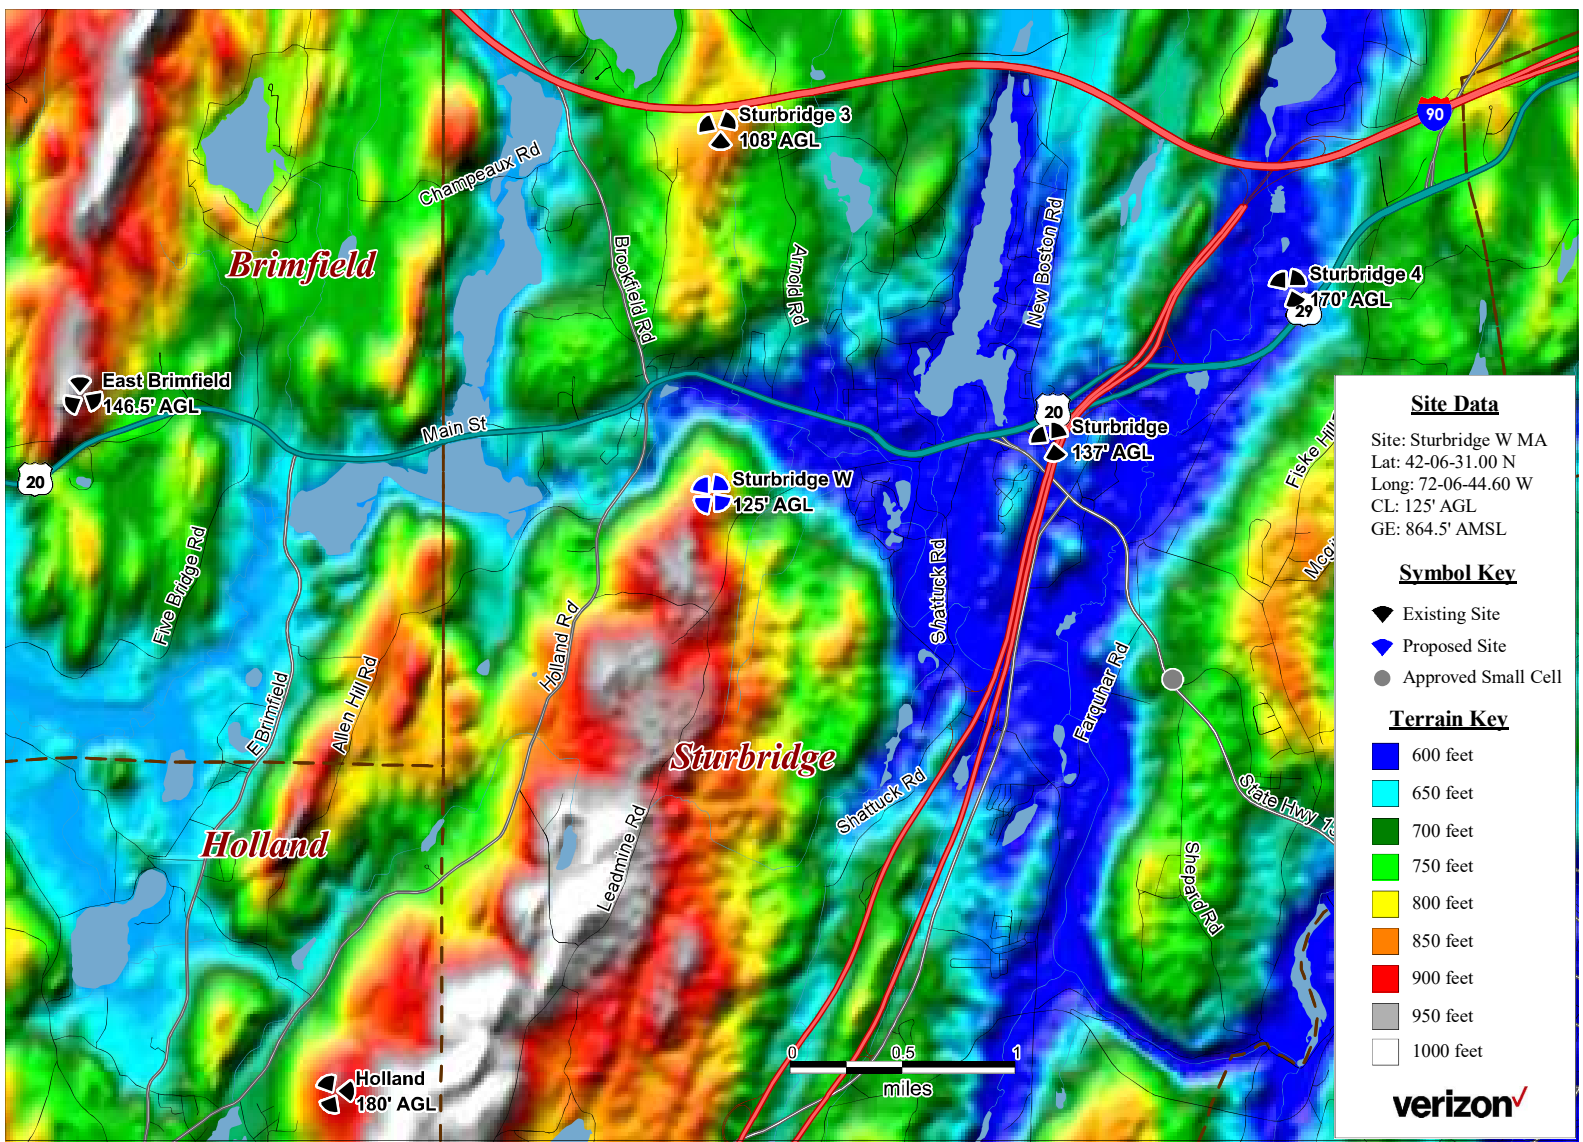 90
Sturbridge 3
108' AGL
Champeaux Rd
Brookfield Rd
Arnold Rd
New Boston Rd
Brimfield
Sturbridge 4
170' AGL
29
East Brimfield
146.5' AGL
Main St
20
20
Sturbridge
137' AGL
Sturbridge W
125' AGL
Five Bridge Rd
Shattuck Rd
Holland Rd
E Brimfield
Allen Hill Rd
Farquhar Rd
Sturbridge
Shattuck Rd
State Hwy
Holland
Leadmine Rd
Shepard Rd
Holland
180' AGL
0 0.5 1
miles
Site Data
Site: Sturbridge W MA
Lat: 42-06-31.00 N
Long: 72-06-44.60 W
CL: 125' AGL
GE: 864.5' AMSL
Symbol Key
Existing Site
Proposed Site
Approved Small Cell
Terrain Key
600 feet
650 feet
700 feet
750 feet
800 feet
850 feet
900 feet
950 feet
1000 feet
verizon